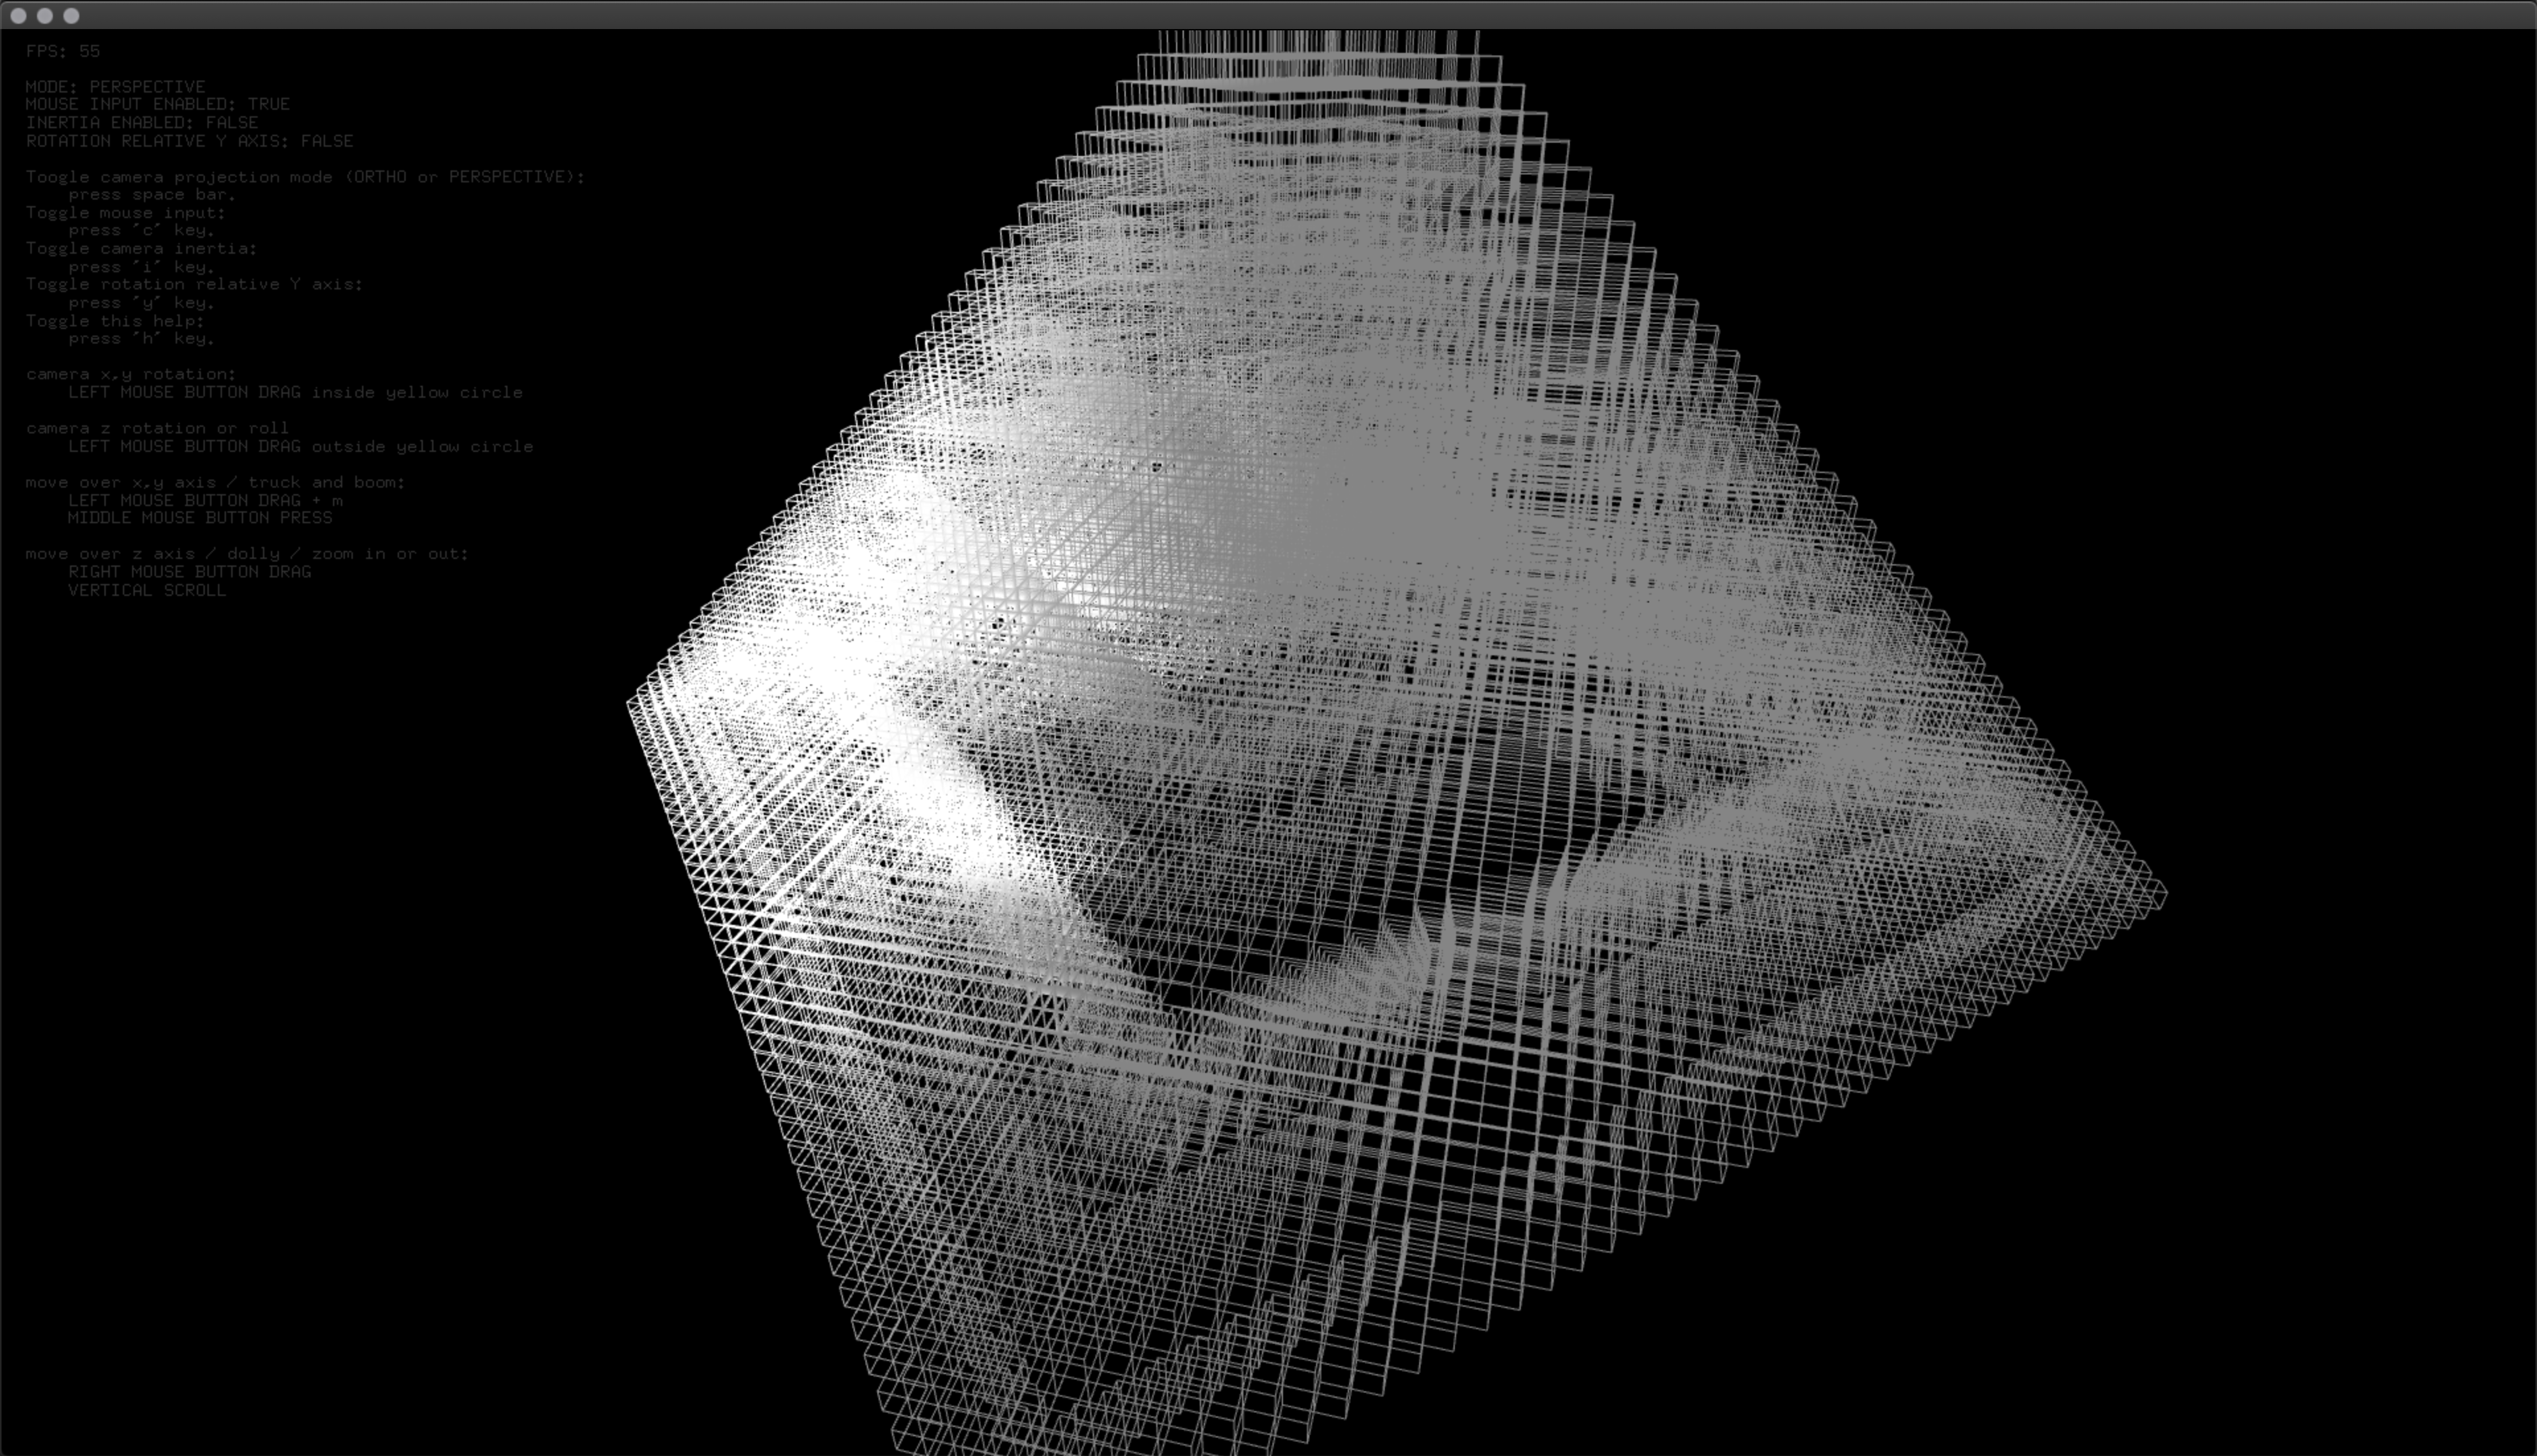 FPS: 55
MODE: PERSPECTIVE
MOUSE INPUT ENABLED: TRUE
INERTIA ENABLED: FALSE
ROTATION RELATIVE Y AXIS: FALSE
Toogle camera projection mode (ORTHO or PERSPECTIVE):
press space bar.
Toggle mouse input:
press 'c' key.
Toggle camera inertia:
press 'i' key.
Toggle rotation relative Y axis:
press 'y' key.
Toggle this help:
press 'h' key.
camera x,y rotation:
LEFT MOUSE BUTTON DRAG inside yellow circle
camera z rotation or roll
LEFT MOUSE BUTTON DRAG outside yellow circle
move over x,y axis / truck and boom:
LEFT MOUSE BUTTON DRAG + m
MIDDLE MOUSE BUTTON PRESS
move over z axis / dolly / zoom in or out:
RIGHT MOUSE BUTTON DRAG
VERTICAL SCROLL